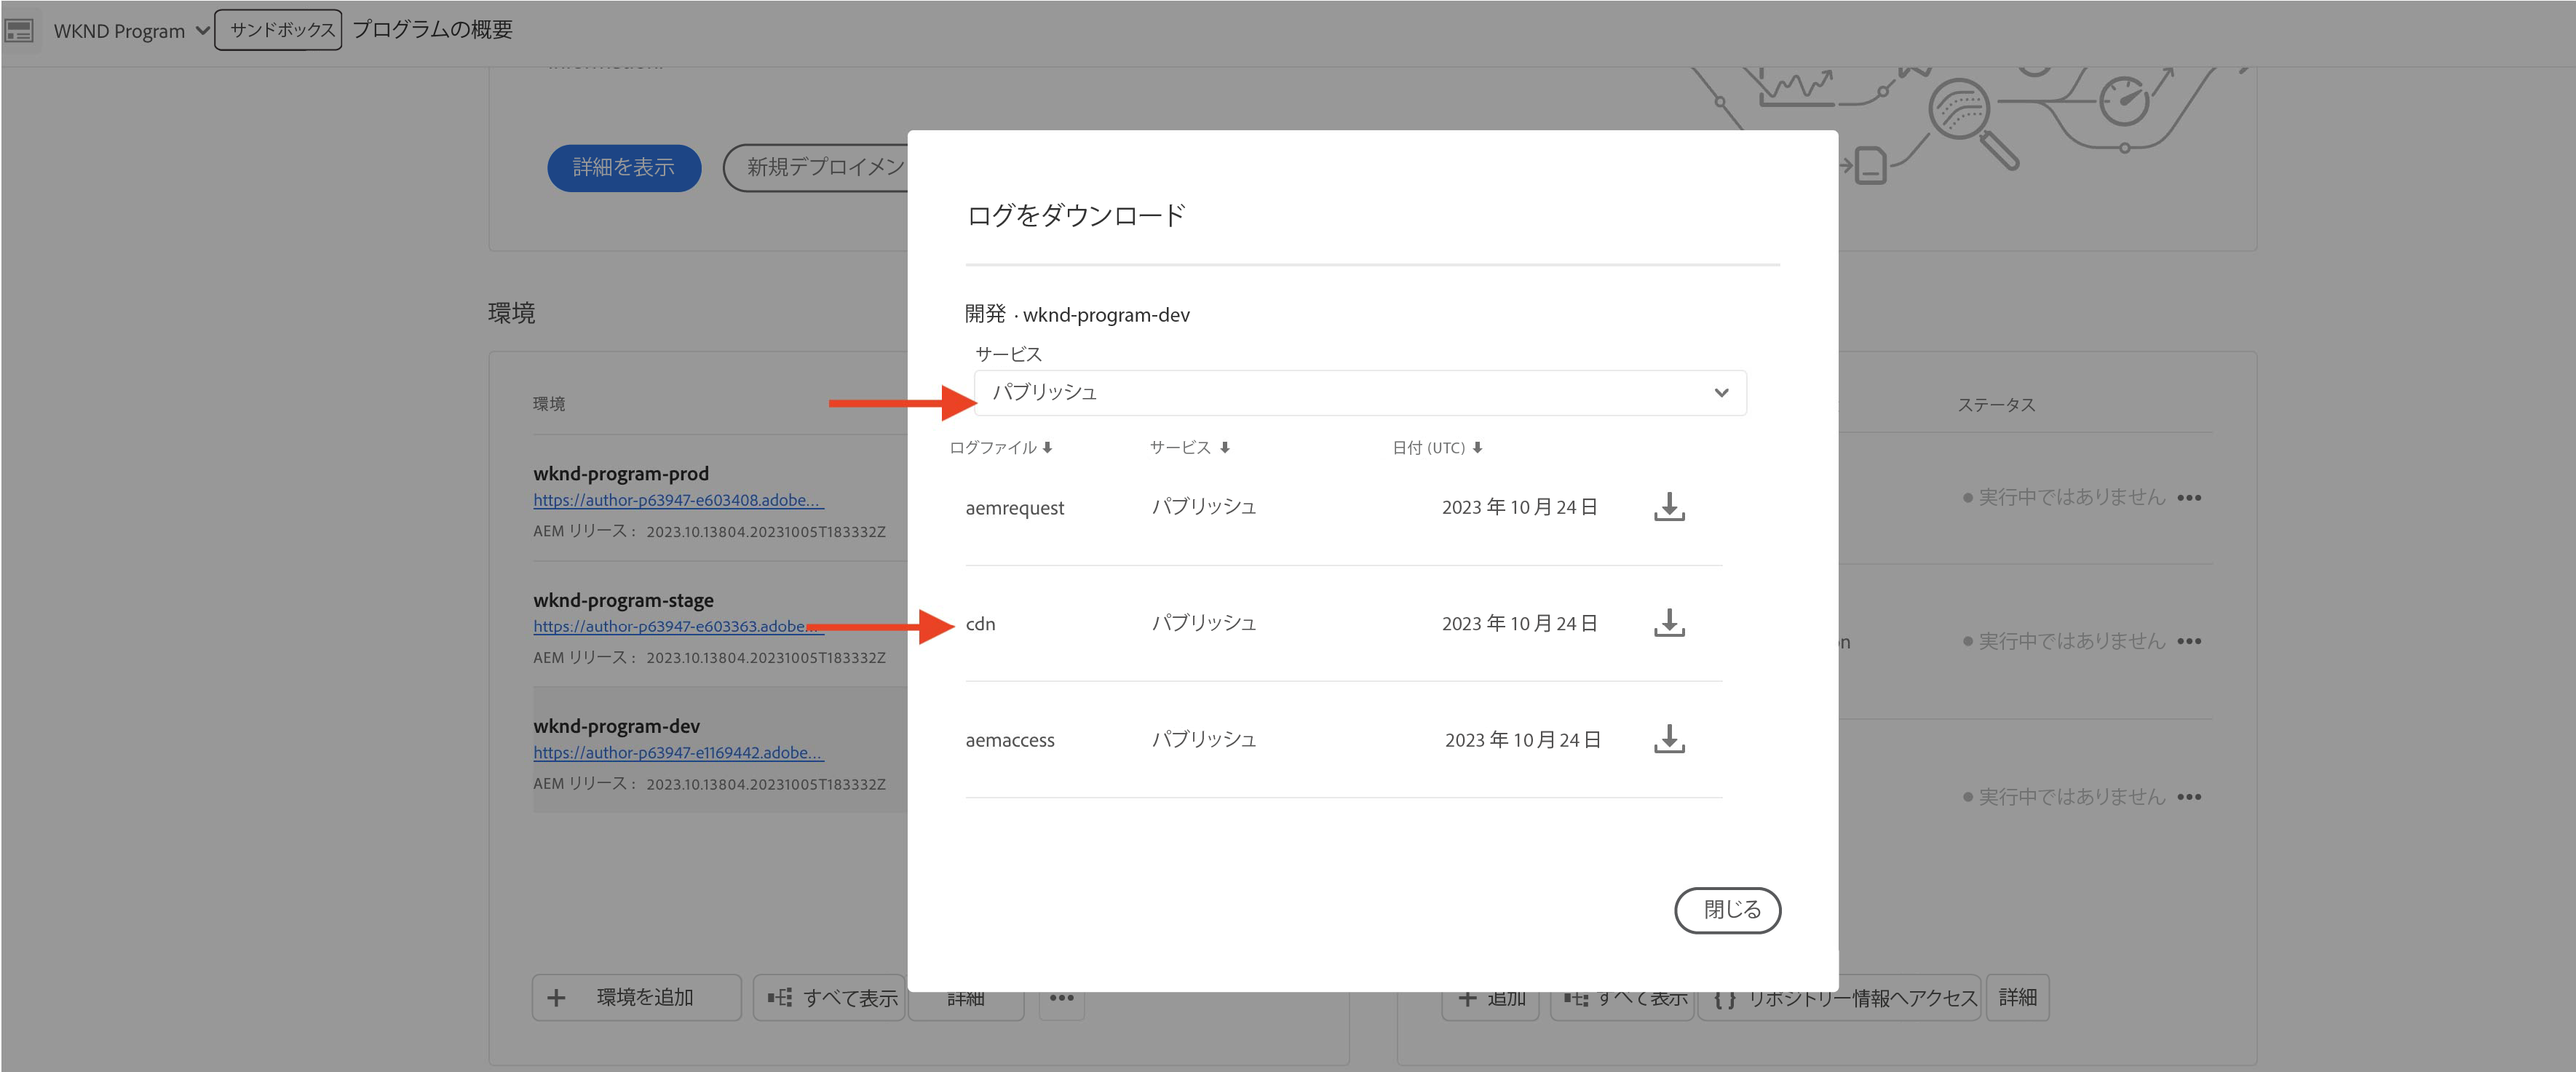 WKND Program サンドボックス プログラムの概要
詳細を表示 新規デプロイメン
ログをダウンロード
開発 · wknd-program-dev
サービス
パブリッシュ
ログファイル サービス 日付 (UTC)
aemrequest パブリッシュ 2023 年 10 月 24 日
cdn パブリッシュ 2023 年 10 月 24 日
aemaccess パブリッシュ 2023 年 10 月 24 日
閉じる
環境
環境
wknd-program-prod
https://author-p63947-e603408.adobe...
AEM リリース： 2023.10.13804.20231005T183332Z
wknd-program-stage
https://author-p63947-e603363.adobe...
AEM リリース： 2023.10.13804.20231005T183332Z
wknd-program-dev
https://author-p63947-e1169442.adobe...
AEM リリース： 2023.10.13804.20231005T183332Z
+ 環境を追加 すべて表示 詳細 •••
ステータス
実行中ではありません •••
実行中ではありません •••
実行中ではありません •••
+ 追加 すべて表示 {} リポジトリー情報へアクセス 詳細